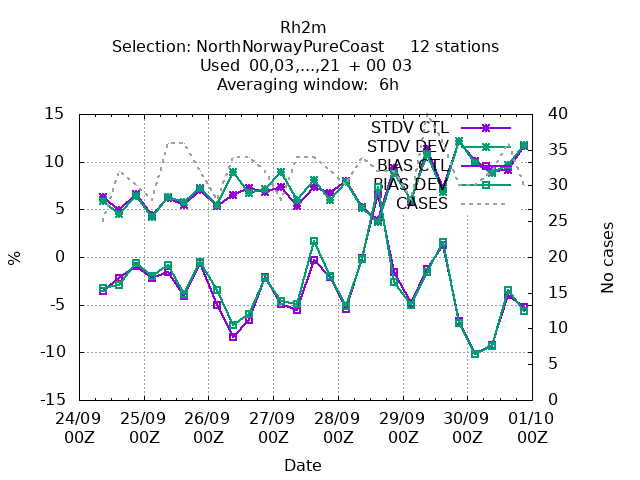 Rh2m
Selection: NorthNorwayPureCoast 12 stations
Used 00,03,...,21 + 00 03
Averaging window: 6h
STDV CTL
STDV DEV
BIAS CTL
BIAS DEV
CASES
15
10
5
0
-5
-10
-15
%
40
35
30
25
20
15
10
5
0
No cases
24/09 25/09 26/09 27/09 28/09 29/09 30/09 01/10
00Z 00Z 00Z 00Z 00Z 00Z 00Z 00Z
Date